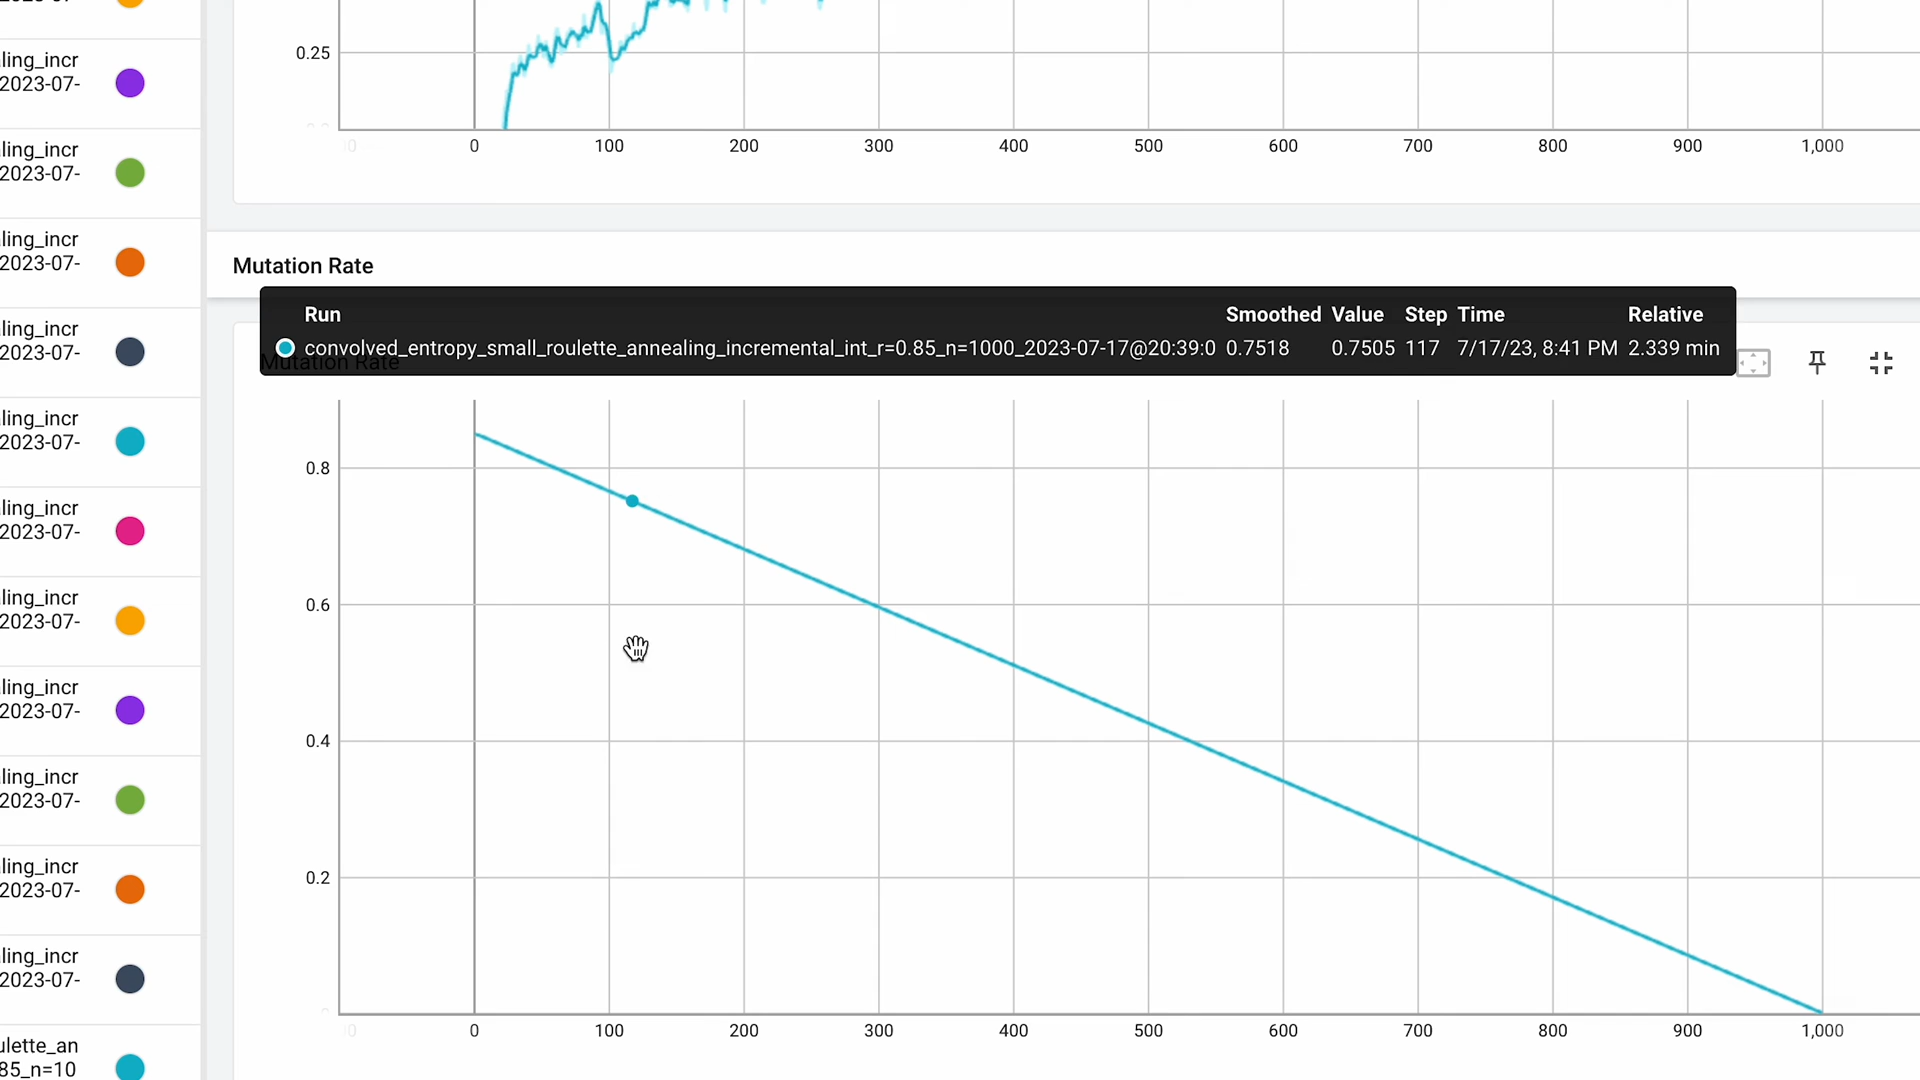 0.25
0 100 200 300 400 500 600 700 800 900 1,000
Mutation Rate
Run Smoothed Value Step Time Relative
convolved_entropy_small_roulette_annealing_incremental_int_r=0.85_n=1000_2023-07-17@20:39:0 0.7518 0.7505 117 7/17/23, 8:41 PM 2.339 min
Mutation Rate
0.8
0.6
0.4
0.2
0 100 200 300 400 500 600 700 800 900 1,000
ling_incr
2023-07-
ling_incr
2023-07-
ling_incr
2023-07-
ling_incr
2023-07-
ling_incr
2023-07-
ling_incr
2023-07-
ling_incr
2023-07-
ling_incr
2023-07-
ling_incr
2023-07-
ling_incr
2023-07-
ling_incr
2023-07-
ulette_an
85_n=10